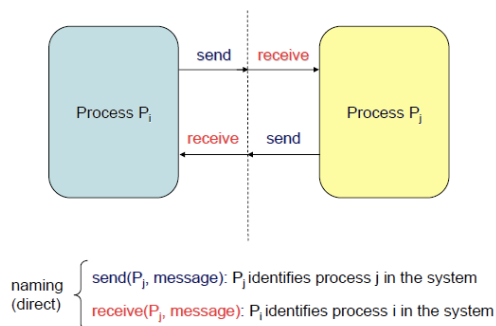 send receive
Process Pi Process Pj
receive send
naming (direct)
send(Pj, message): Pj identifies process j in the system
receive(Pj, message): Pi identifies process i in the system